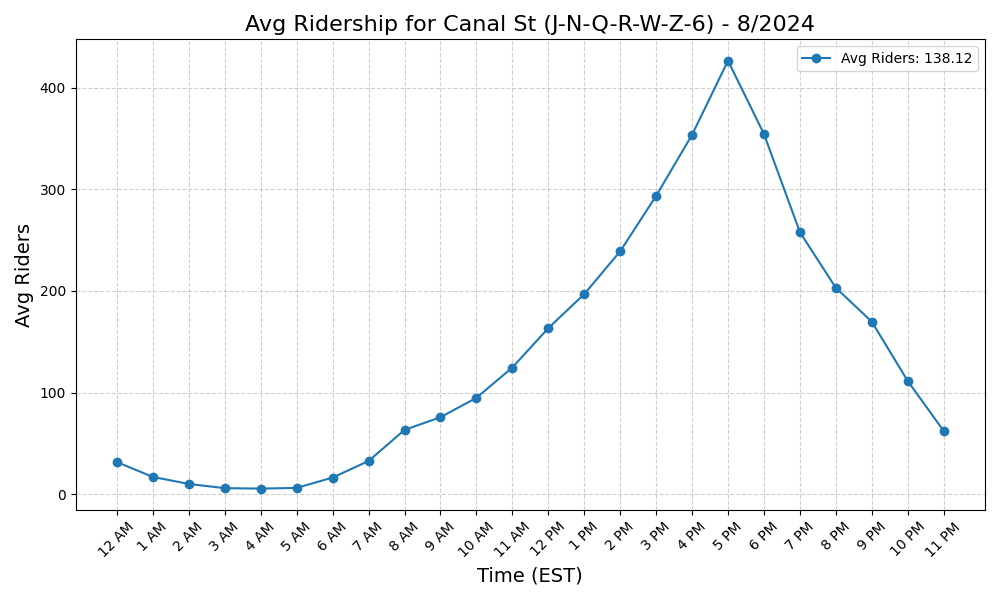 Avg Ridership for Canal St (J-N-Q-R-W-Z-6) - 8/2024
Avg Riders: 138.12
400
300
200
100
0
Avg Riders
12 AM
1 AM
2 AM
3 AM
4 AM
5 AM
6 AM
7 AM
8 AM
9 AM
10 AM
11 AM
12 PM
1 PM
2 PM
3 PM
4 PM
5 PM
6 PM
7 PM
8 PM
9 PM
10 PM
11 PM
Time (EST)